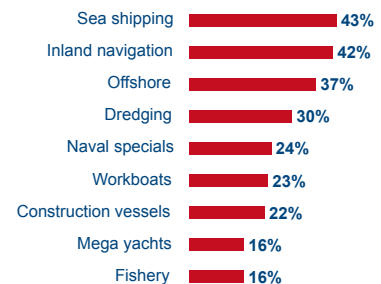 Sea shipping 43%
Inland navigation 42%
Offshore 37%
Dredging 30%
Naval specials 24%
Workboats 23%
Construction vessels 22%
Mega yachts 16%
Fishery 16%